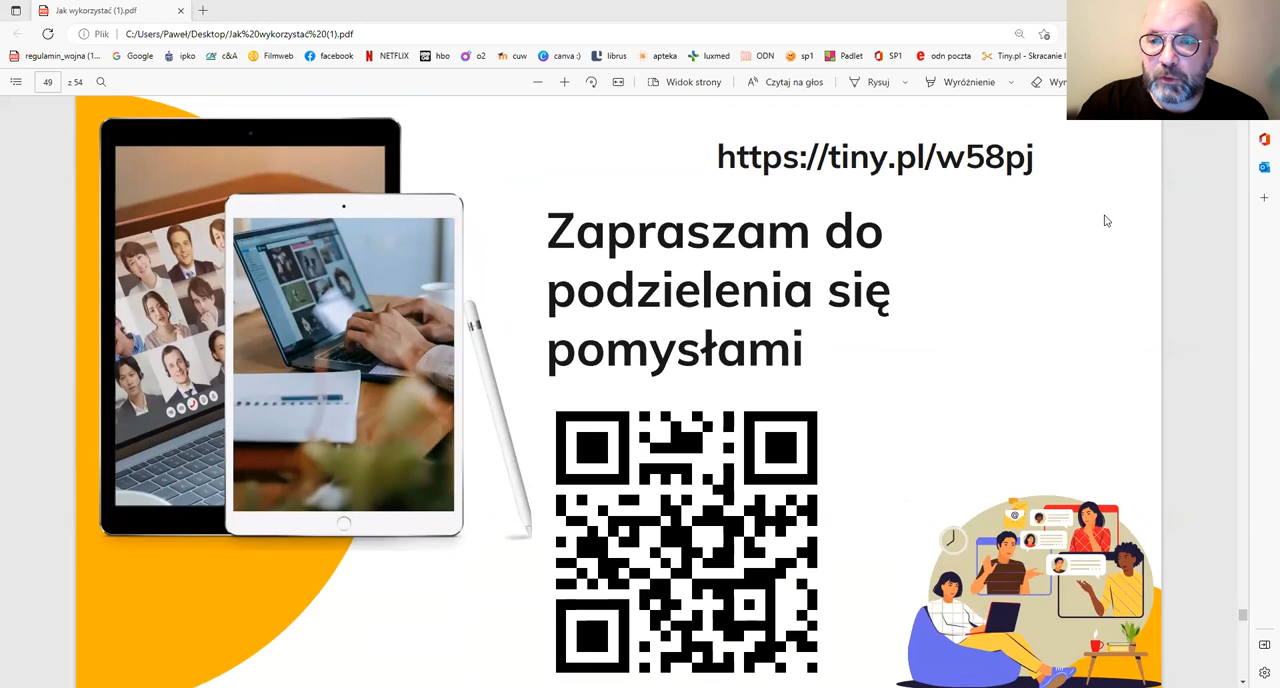 Jak wykorzystać (1).pdf
Plik
C:/Users/Paweł/Desktop/Jak%20wykorzystać%20(1).pdf
regulamin_wojna (1...
Google
ipko
c&A
Filmweb
facebook
NETFLIX
hbo
o2
cuw
canva :)
librus
apteka
luxmed
ODN
sp1
Padlet
SP1
odn poczta
Tiny.pl - Skracanie l
49
z 54
Widok strony
Czytaj na głos
Rysuj
Wyróżnienie
Wyr
https://tiny.pl/w58pj
Zapraszam do
podzielenia się
pomysłami